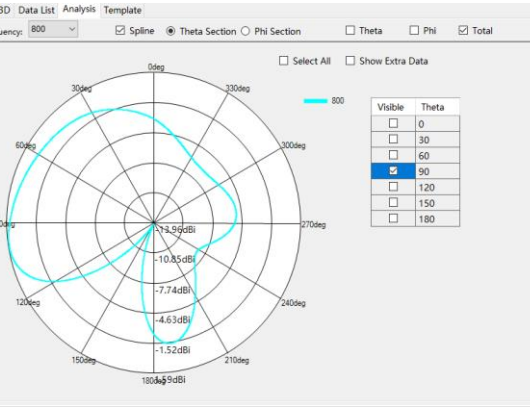 3D Data List Analysis Template
uency: 800 Spline Theta Section Phi Section Theta Phi Total
Select All Show Extra Data
0deg
30deg
330deg
800
60deg
300deg
Visible Theta
0
30
60
90
120
150
180
270deg
-13.96dBi
-10.85dBi
-7.74dBi
-4.63dBi
-1.52dBi
120deg
240deg
150deg
210deg
180deg
1.59dBi